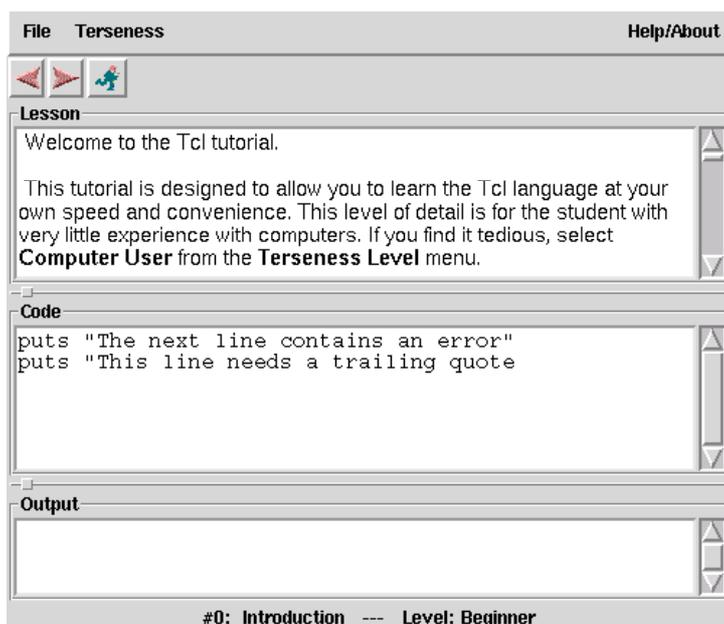 File Terseness Help/About
Lesson
Welcome to the Tcl tutorial.
This tutorial is designed to allow you to learn the Tcl language at your
own speed and convenience. This level of detail is for the student with
very little experience with computers. If you find it tedious, select
Computer User from the Terseness Level menu.
Code
puts "The next line contains an error"
puts "This line needs a trailing quote
Output
#0: Introduction --- Level: Beginner